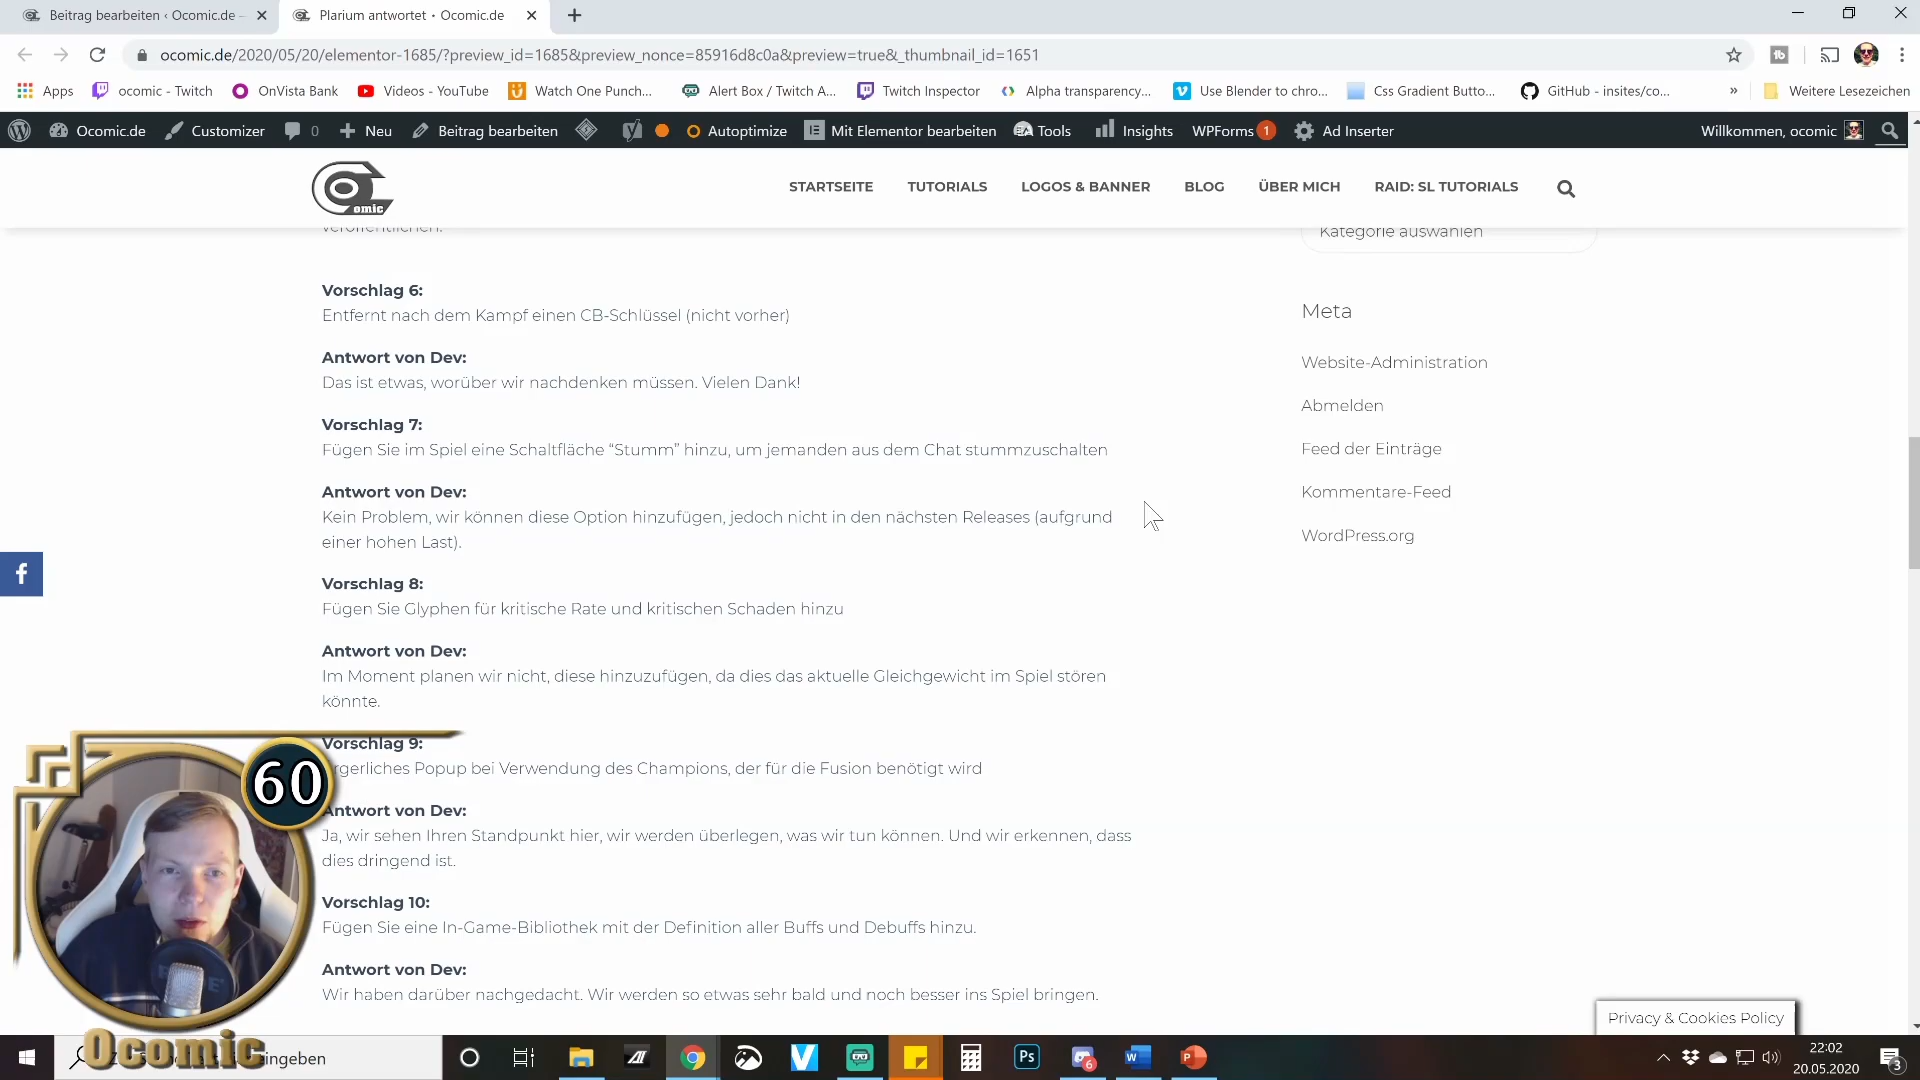 Beitrag bearbeiten ‹ Ocomic.de –
Plarium antwortet • Ocomic.de
ocomic.de/2020/05/20/elementor-1685/?preview_id=1685&preview_nonce=85916d8c0a&preview=true&_thumbnail_id=1651
Apps
ocomic - Twitch
OnVista Bank
Videos - YouTube
Watch One Punch...
Alert Box / Twitch A...
Twitch Inspector
Alpha transparency...
Use Blender to chro...
Css Gradient Butto...
GitHub - insites/co...
»
Weitere Lesezeichen
Ocomic.de
Customizer
0
Neu
Beitrag bearbeiten
Autoptimize
Mit Elementor bearbeiten
Tools
Insights
WPForms 1
Ad Inserter
Willkommen, ocomic
omic
STARTSEITE
TUTORIALS
LOGOS & BANNER
BLOG
ÜBER MICH
RAID: SL TUTORIALS
veröffentlichen.
Vorschlag 6:
Entfernt nach dem Kampf einen CB-Schlüssel (nicht vorher)
Antwort von Dev:
Das ist etwas, worüber wir nachdenken müssen. Vielen Dank!
Vorschlag 7:
Fügen Sie im Spiel eine Schaltfläche “Stumm” hinzu, um jemanden aus dem Chat stummzuschalten
Antwort von Dev:
Kein Problem, wir können diese Option hinzufügen, jedoch nicht in den nächsten Releases (aufgrund
einer hohen Last).
Vorschlag 8:
Fügen Sie Glyphen für kritische Rate und kritischen Schaden hinzu
Antwort von Dev:
Im Moment planen wir nicht, diese hinzuzufügen, da dies das aktuelle Gleichgewicht im Spiel stören
könnte.
Vorschlag 9:
rgerliches Popup bei Verwendung des Champions, der für die Fusion benötigt wird
Antwort von Dev:
Ja, wir sehen Ihren Standpunkt hier, wir werden überlegen, was wir tun können. Und wir erkennen, dass
dies dringend ist.
Vorschlag 10:
Fügen Sie eine In-Game-Bibliothek mit der Definition aller Buffs und Debuffs hinzu.
Antwort von Dev:
Wir haben darüber nachgedacht. Wir werden so etwas sehr bald und noch besser ins Spiel bringen.
Kategorie auswählen
Meta
Website-Administration
Abmelden
Feed der Einträge
Kommentare-Feed
WordPress.org
60
Ocomic
Privacy & Cookies Policy
eingeben
6
22:02
20.05.2020
3